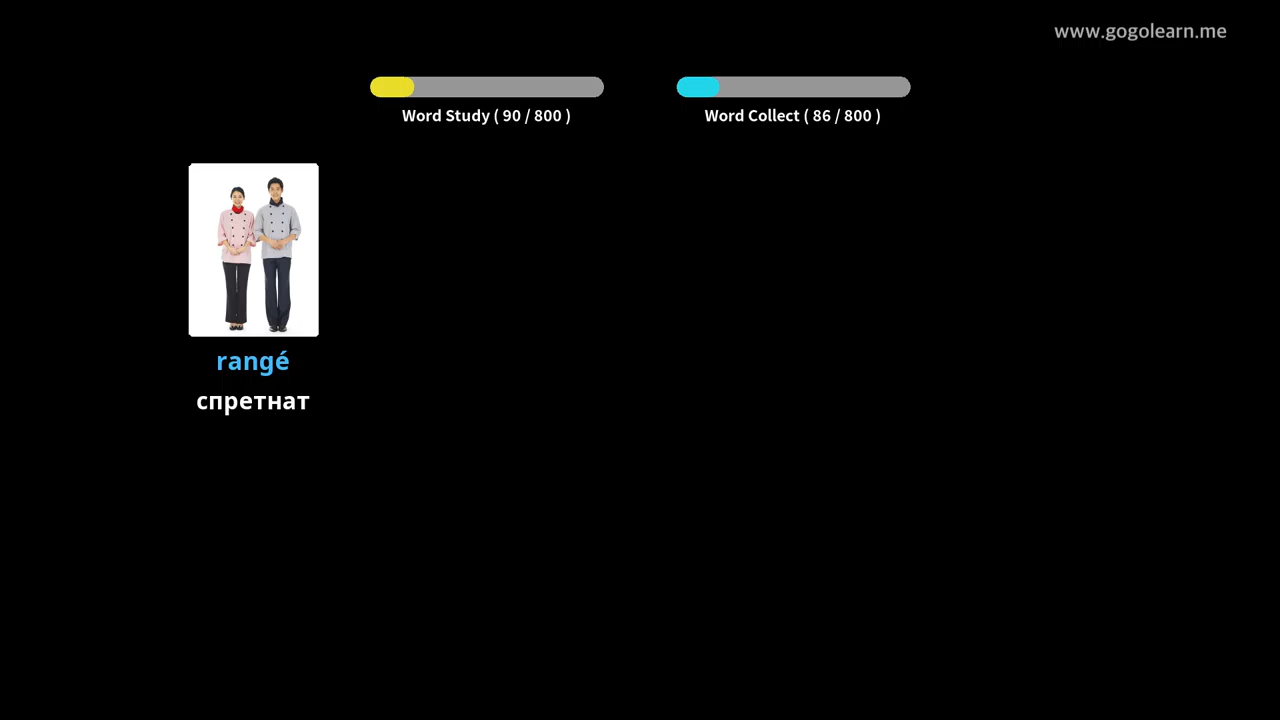 www.gogolearn.me
Word Study ( 90 / 800 )
Word Collect ( 86 / 800 )
rangé
спретнат